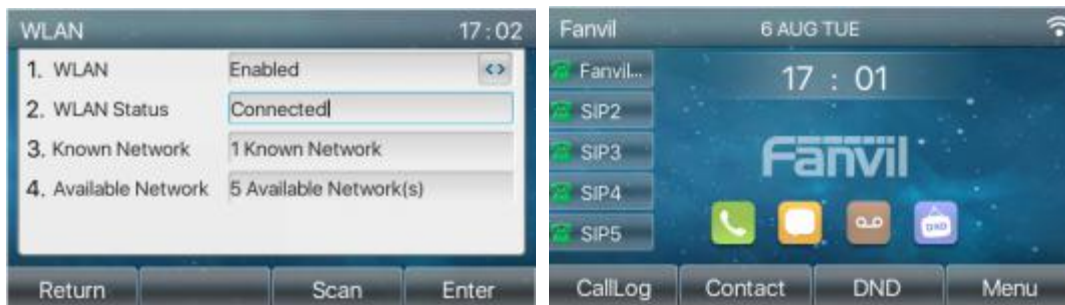 WLAN 17:02
1. WLAN Enabled
2. WLAN Status Connected
3. Known Network 1 Known Network
4. Available Network 5 Available Network(s)
Return Scan Enter
Fanvil 6 AUG TUE
17 : 01
Fanvil...
SIP2
SIP3
SIP4
SIP5
Fanvil
DND
CallLog Contact DND Menu